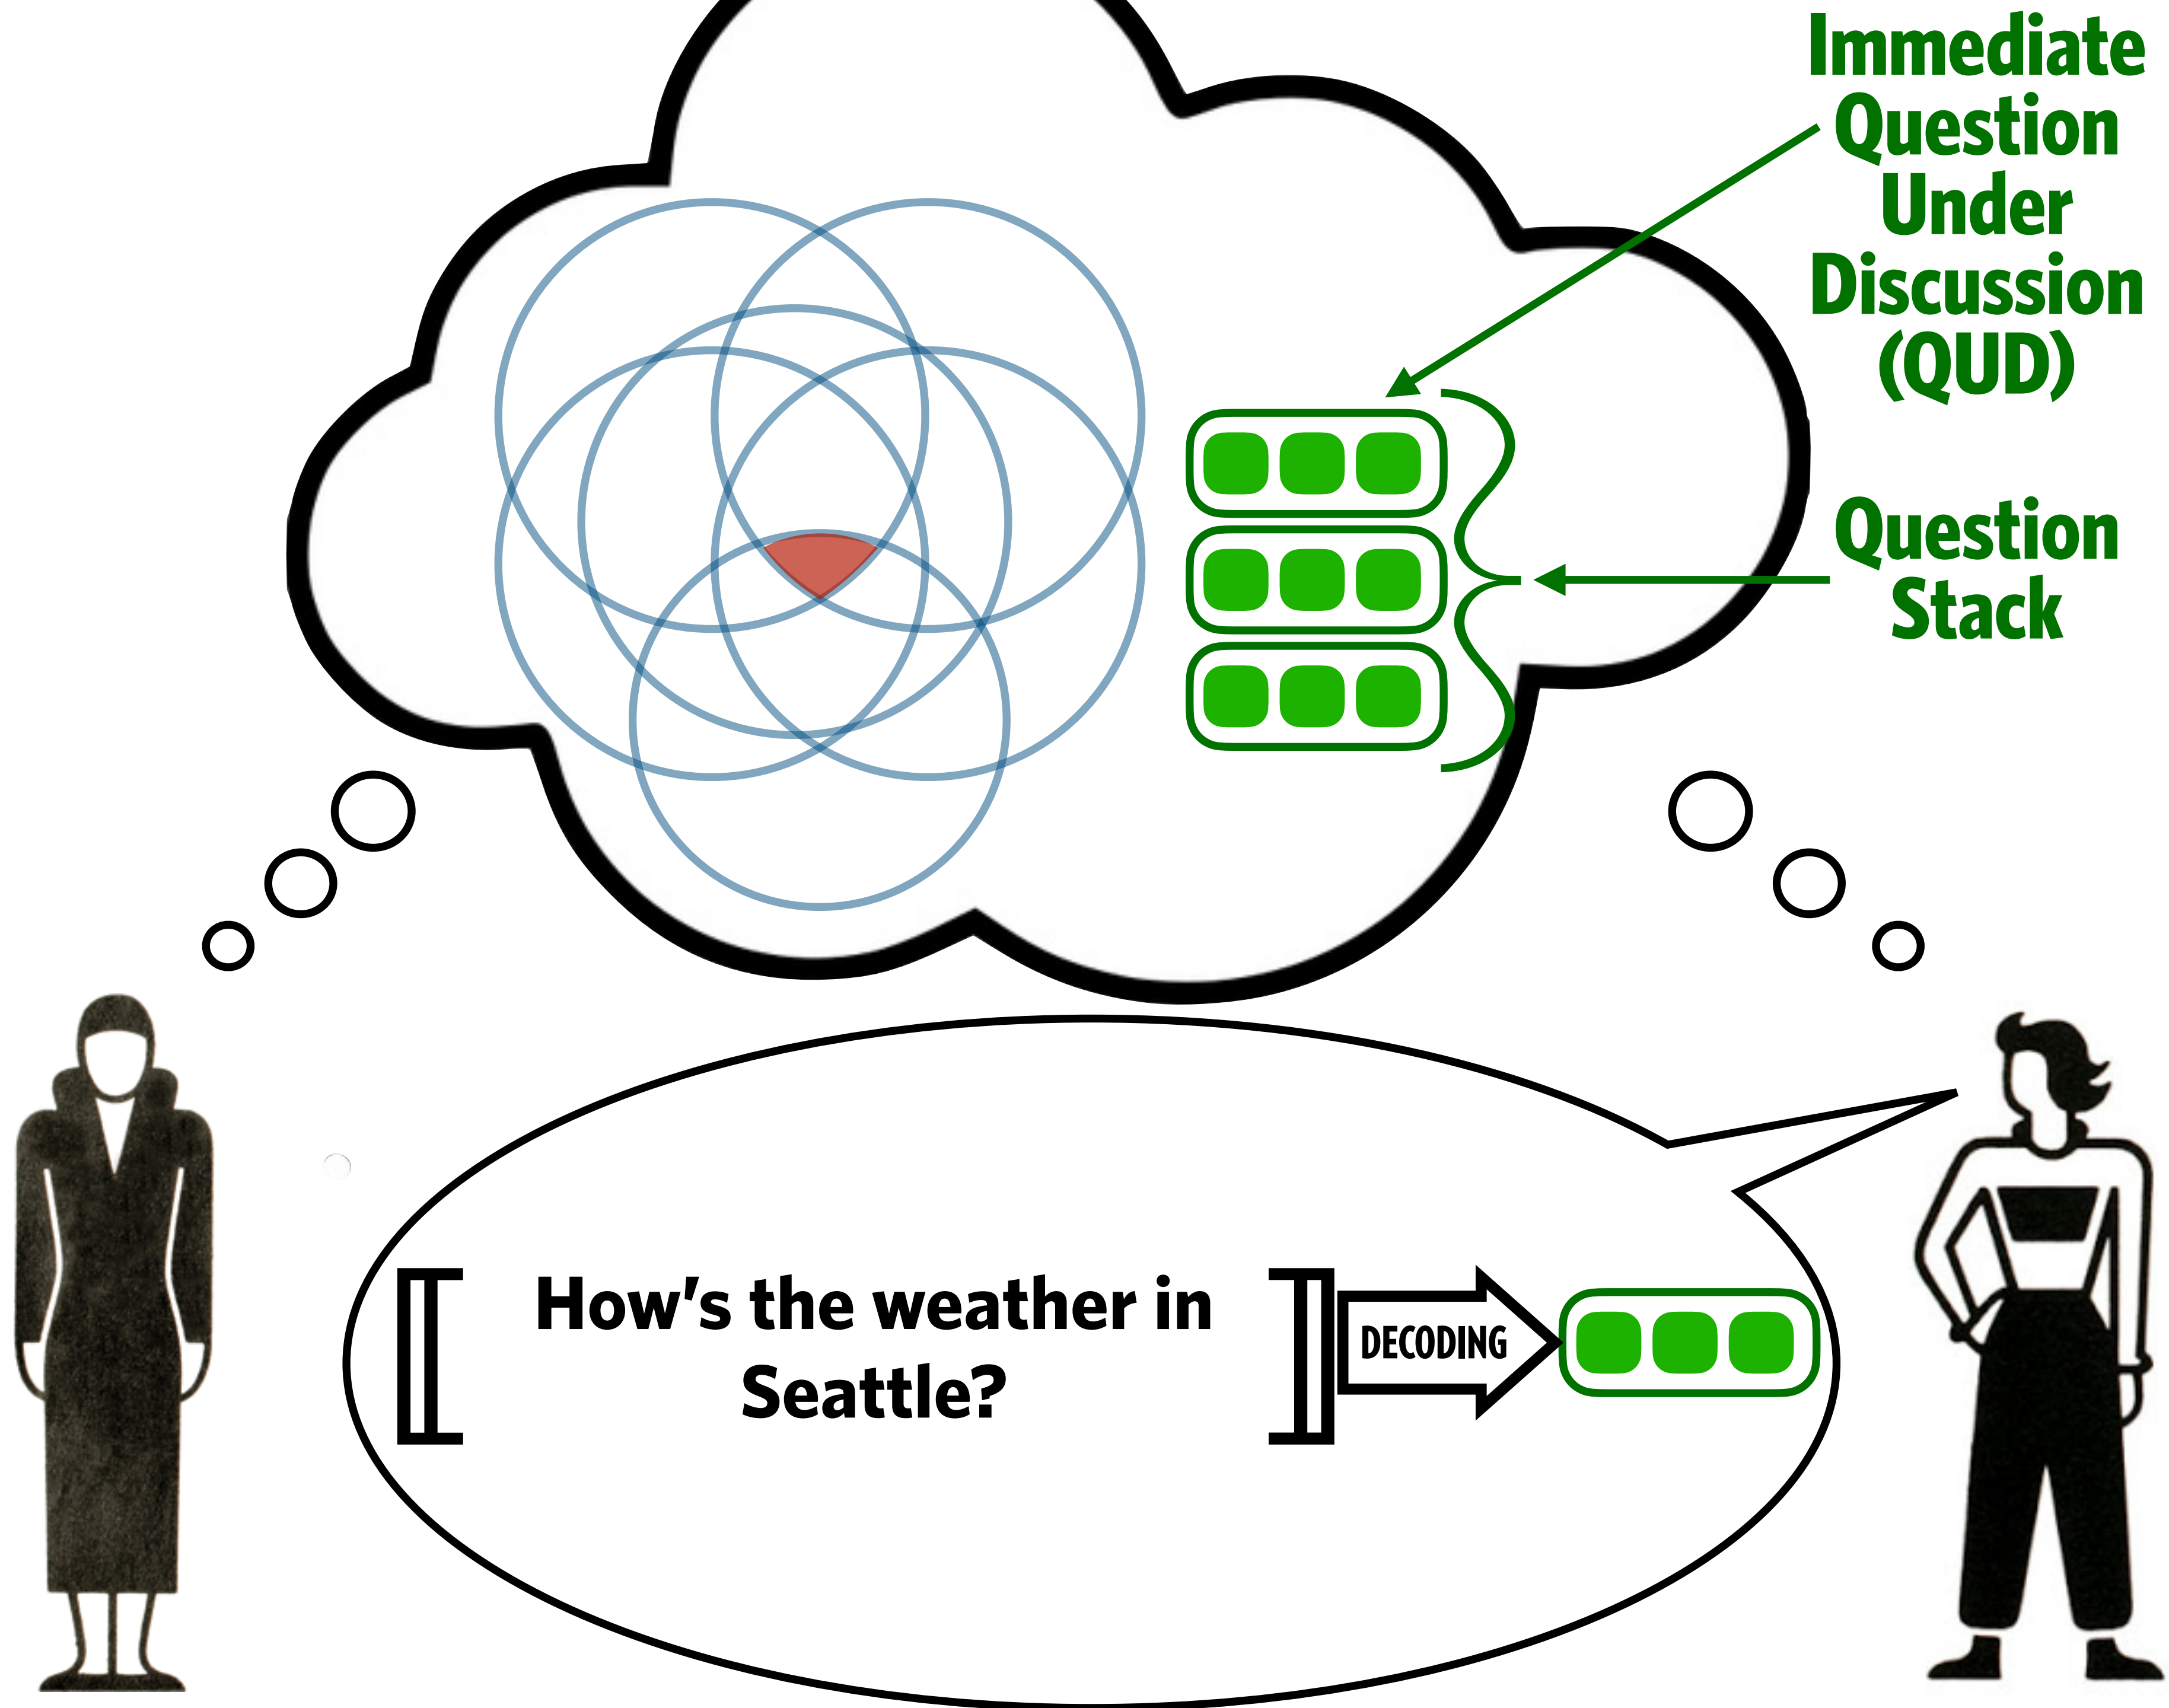 Immediate
Question
Under
Discussion
(QUD)
Question
Stack
How’s the weather in
Seattle?
DECODING